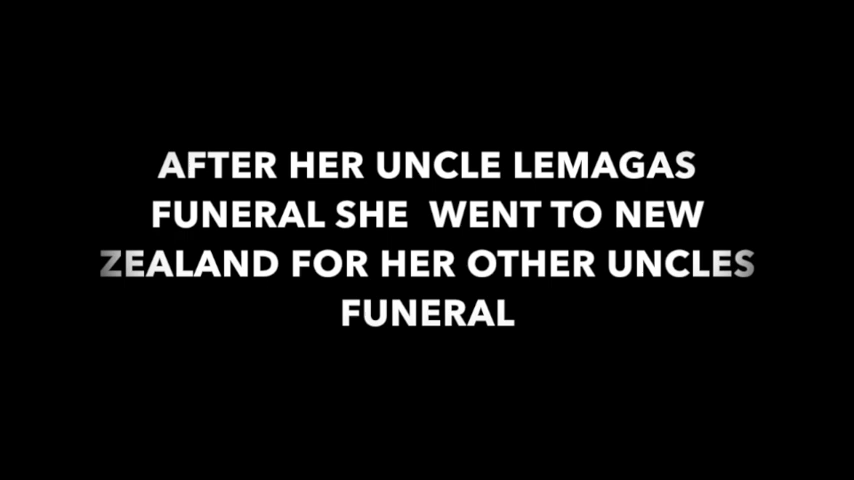 AFTER HER UNCLE LEMAGAS
FUNERAL SHE  WENT TO NEW
ZEALAND FOR HER OTHER UNCLES
FUNERAL